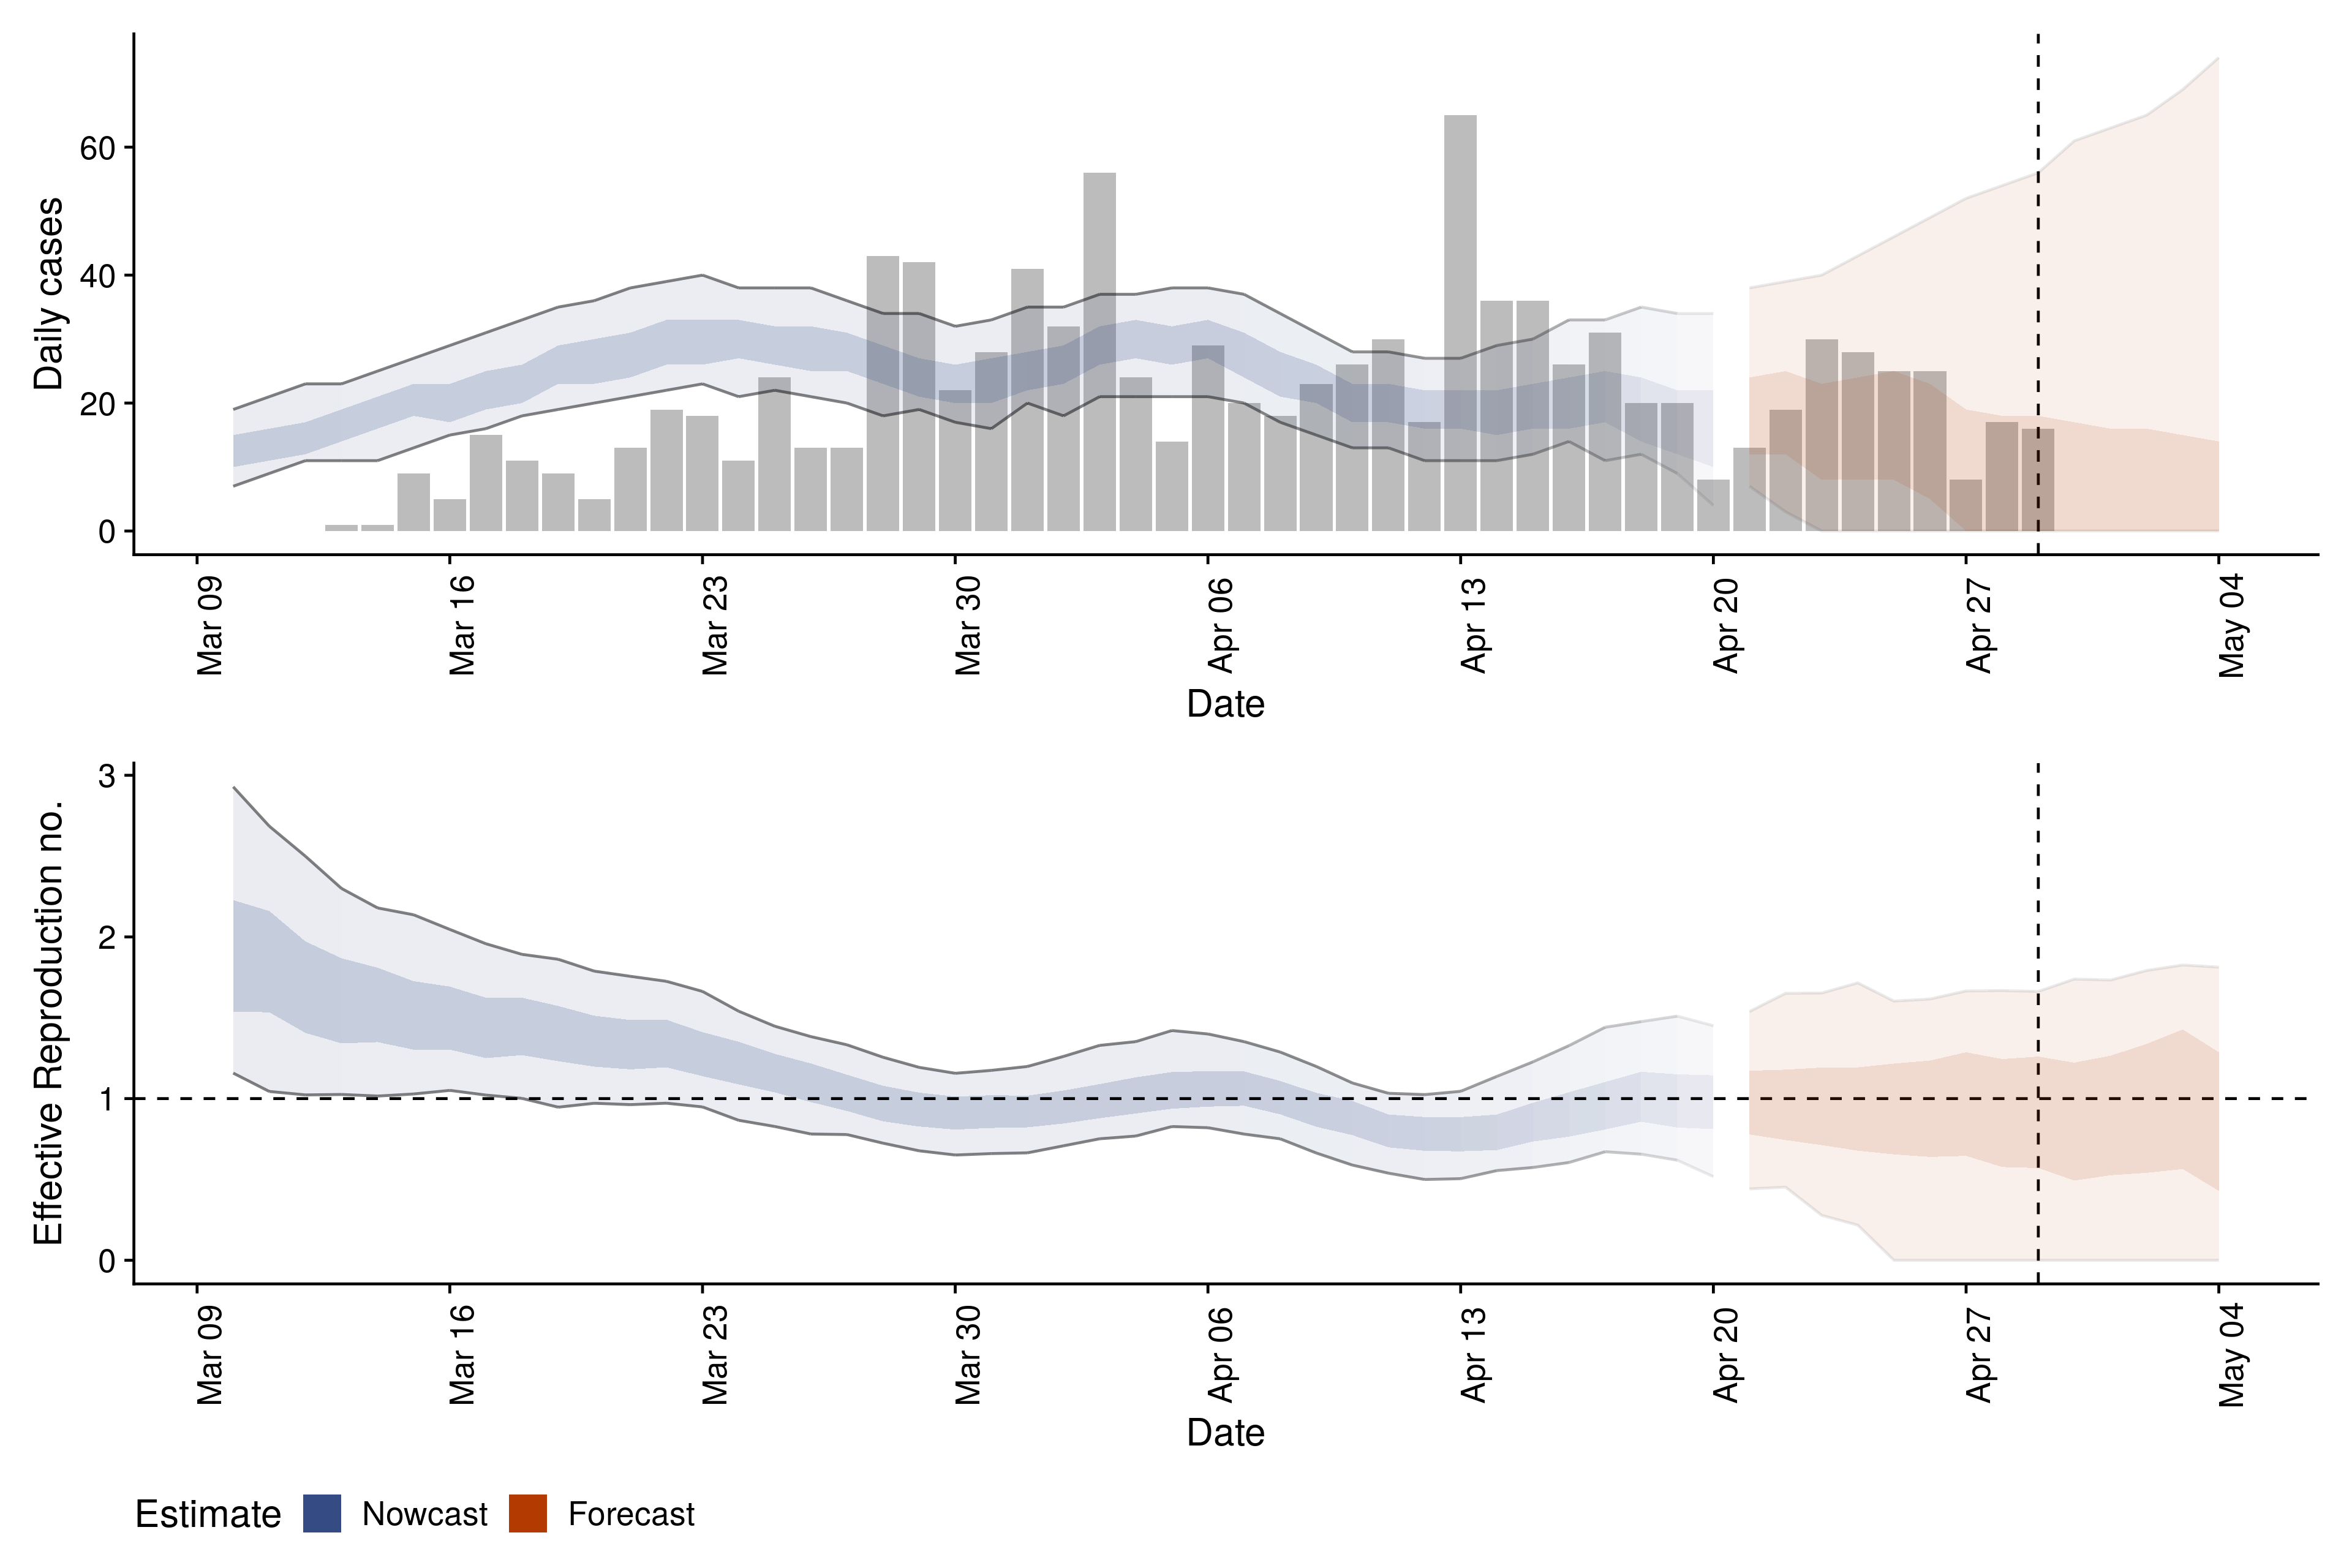 Daily cases
60
40
20
0
Mar 09
Mar 16
Mar 23
Mar 30
Apr 06
Apr 13
Apr 20
Apr 27
May 04
Date
Effective Reproduction no.
3
2
1
0
Mar 09
Mar 16
Mar 23
Mar 30
Apr 06
Apr 13
Apr 20
Apr 27
May 04
Date
Estimate Nowcast Forecast